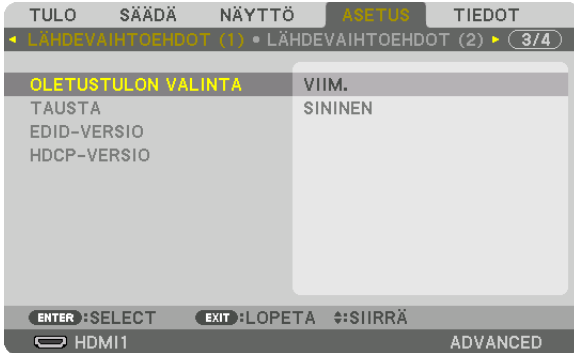 TULO SÄÄDÄ NÄYTTÖ ASETUS TIEDOT
LÄHDEVAIHTOEHDOT (1) • LÄHDEVAIHTOEHDOT (2) 3/4
OLETUSTULON VALINTA VIIM.
TAUSTA SININEN
EDID-VERSIO
HDCP-VERSIO
ENTER :SELECT EXIT :LOPETA :SIIRRÄ
HDMI1 ADVANCED